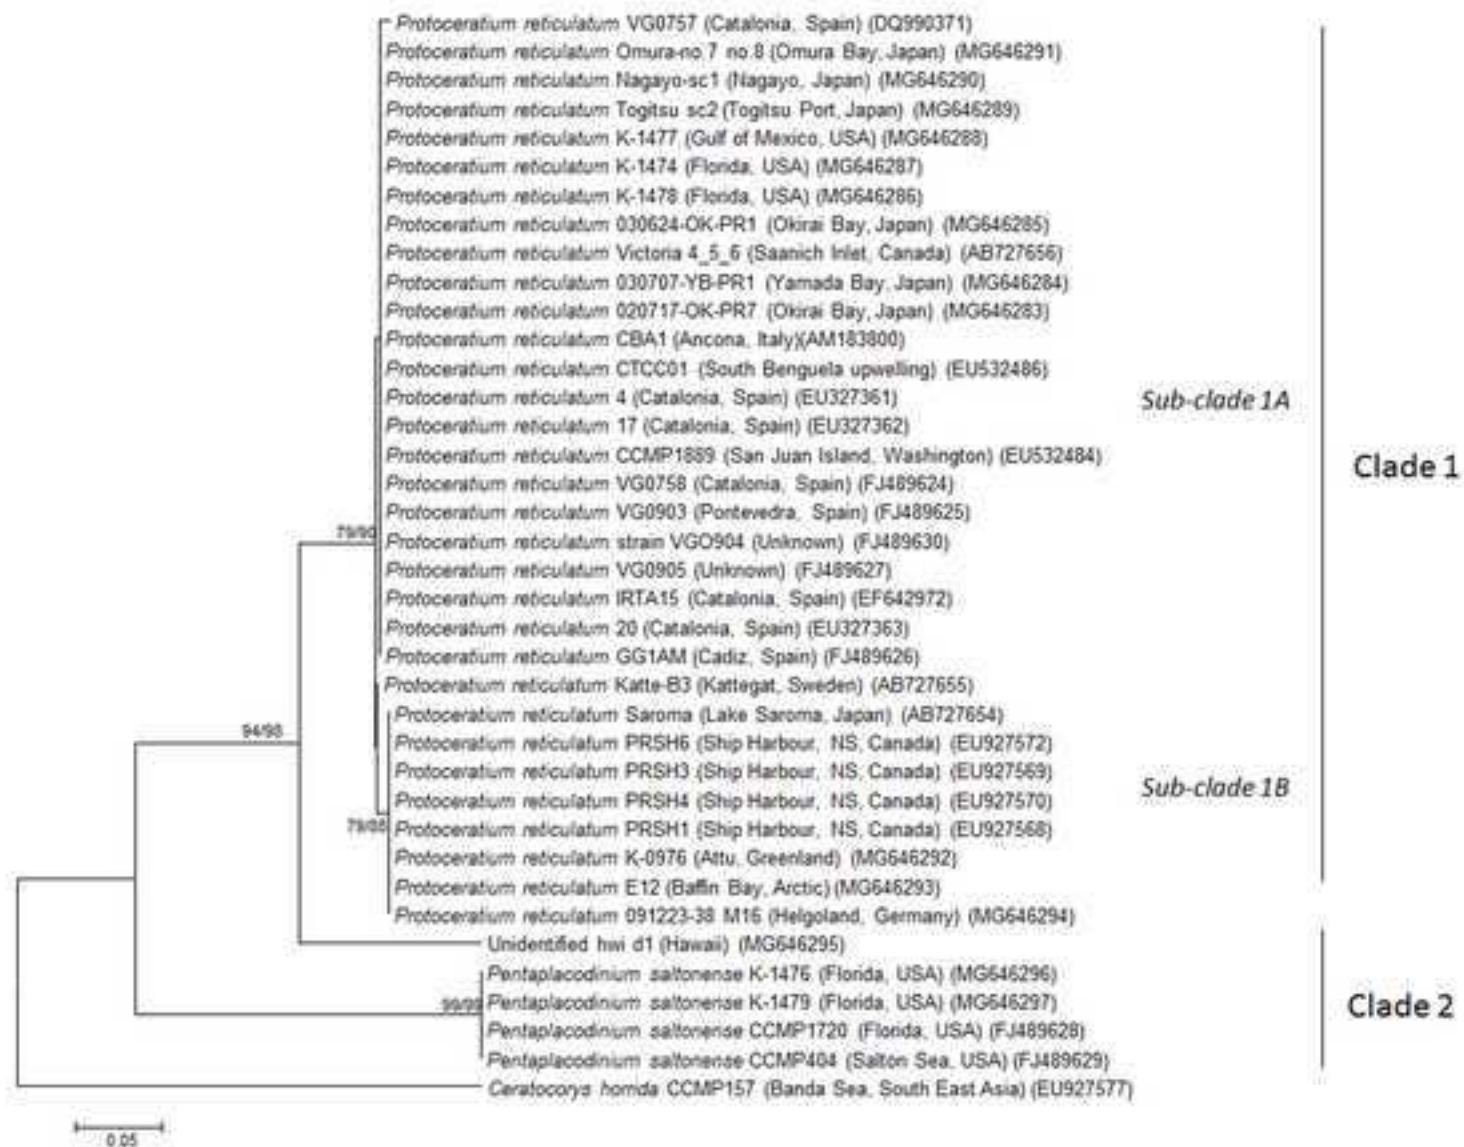 Protoceratium reticulatum VG0757 (Catalonia, Spain) (DQ990371)
Protoceratium reticulatum Omura-no.7 no.8 (Omura Bay, Japan) (MG646291)
Protoceratium reticulatum Nagayo-sc1 (Nagayo, Japan) (MG646290)
Protoceratium reticulatum Togitsu sc2 (Togitsu Port, Japan) (MG646289)
Protoceratium reticulatum K-1477 (Gulf of Mexico, USA) (MG646288)
Protoceratium reticulatum K-1474 (Florida, USA) (MG646287)
Protoceratium reticulatum K-1478 (Florida, USA) (MG646286)
Protoceratium reticulatum 030624-OK-PR1 (Okirai Bay, Japan) (MG646285)
Protoceratium reticulatum Victoria 4_5_6 (Saanich Inlet, Canada) (AB727656)
Protoceratium reticulatum 030707-YB-PR1 (Yamada Bay, Japan) (MG646284)
Protoceratium reticulatum 020717-OK-PR7 (Okirai Bay, Japan) (MG646283)
Protoceratium reticulatum CBA1 (Ancona, Italy)(AM183800)
Protoceratium reticulatum CTCC01 (South Benguela upwelling) (EU532486)
Protoceratium reticulatum 4 (Catalonia, Spain) (EU327361)
Sub-clade 1A
Protoceratium reticulatum 17 (Catalonia, Spain) (EU327362)
Protoceratium reticulatum CCMP1889 (San Juan Island, Washington) (EU532484)
Clade 1
Protoceratium reticulatum VG0758 (Catalonia, Spain) (FJ489624)
Protoceratium reticulatum VG0903 (Pontevedra, Spain) (FJ489625)
79/90
Protoceratium reticulatum strain VGO904 (Unknown) (FJ489630)
Protoceratium reticulatum VG0905 (Unknown) (FJ489627)
Protoceratium reticulatum IRTA15 (Catalonia, Spain) (EF642972)
Protoceratium reticulatum 20 (Catalonia, Spain) (EU327363)
Protoceratium reticulatum GG1AM (Cadiz, Spain) (FJ489626)
Protoceratium reticulatum Katte-B3 (Kattegat, Sweden) (AB727655)
Protoceratium reticulatum Saroma (Lake Saroma, Japan) (AB727654)
94/98
Protoceratium reticulatum PRSH6 (Ship Harbour, NS, Canada) (EU927572)
Protoceratium reticulatum PRSH3 (Ship Harbour, NS, Canada) (EU927569)
Sub-clade 1B
Protoceratium reticulatum PRSH4 (Ship Harbour, NS, Canada) (EU927570)
Protoceratium reticulatum PRSH1 (Ship Harbour, NS, Canada) (EU927568)
Protoceratium reticulatum K-0976 (Attu, Greenland) (MG646292)
Protoceratium reticulatum E12 (Baffin Bay, Arctic) (MG646293)
Protoceratium reticulatum 091223-38 M16 (Helgoland, Germany) (MG646294)
Unidentified hwi d1 (Hawaii) (MG646295)
Pentaplacodinium saltonense K-1476 (Florida, USA) (MG646296)
99/99
Pentaplacodinium saltonense K-1479 (Florida, USA) (MG646297)
Clade 2
Pentaplacodinium saltonense CCMP1720 (Florida, USA) (FJ489628)
Pentaplacodinium saltonense CCMP404 (Salton Sea, USA) (FJ489629)
Ceratocorys horrida CCMP157 (Banda Sea, South East Asia) (EU927577)
0.05